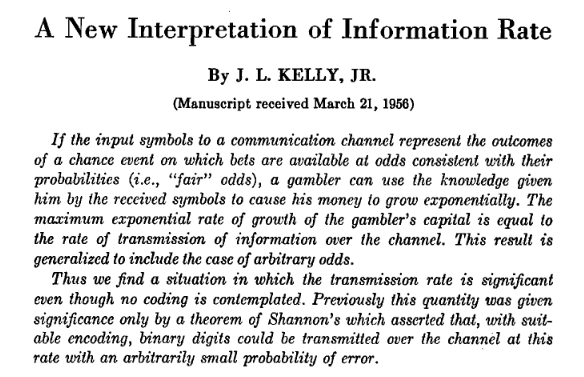 A New Interpretation of Information Rate
By J. L. KELLY, JR.
(Manuscript received March 21, 1956)
If the input symbols to a communication channel represent the outcomes
of a chance event on which bets are available at odds consistent with their
probabilities (i.e., “fair” odds), a gambler can use the knowledge given
him by the received symbols to cause his money to grow exponentially. The
maximum exponential rate of growth of the gambler’s capital is equal to
the rate of transmission of information over the channel. This result is
generalized to include the case of arbitrary odds.
Thus we find a situation in which the transmission rate is significant
even though no coding is contemplated. Previously this quantity was given
significance only by a theorem of Shannon’s which asserted that, with suit-
able encoding, binary digits could be transmitted over the channel at this
rate with an arbitrarily small probability of error.